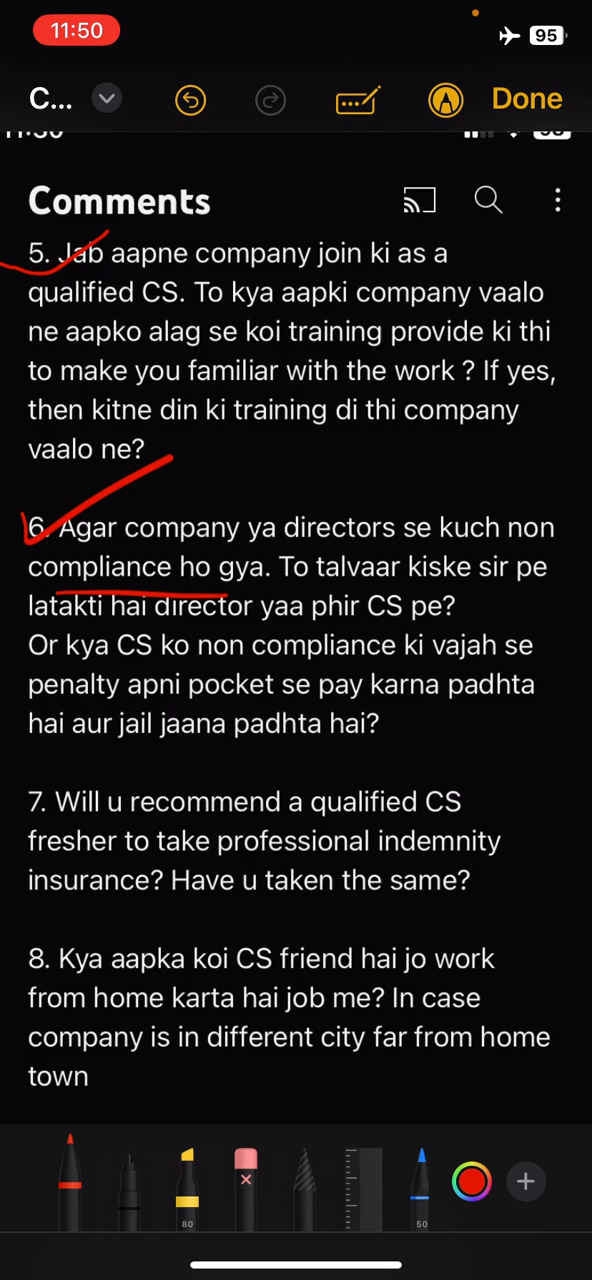 11:50
95
C...
Done
Comments
5. Jab aapne company join ki as a
qualified CS. To kya aapki company vaalo
ne aapko alag se koi training provide ki thi
to make you familiar with the work ? If yes,
then kitne din ki training di thi company
vaalo ne?
6. Agar company ya directors se kuch non
compliance ho gya. To talvaar kiske sir pe
latakti hai director yaa phir CS pe?
Or kya CS ko non compliance ki vajah se
penalty apni pocket se pay karna padhta
hai aur jail jaana padhta hai?
7. Will u recommend a qualified CS
fresher to take professional indemnity
insurance? Have u taken the same?
8. Kya aapka koi CS friend hai jo work
from home karta hai job me? In case
company is in different city far from home
town
80
50